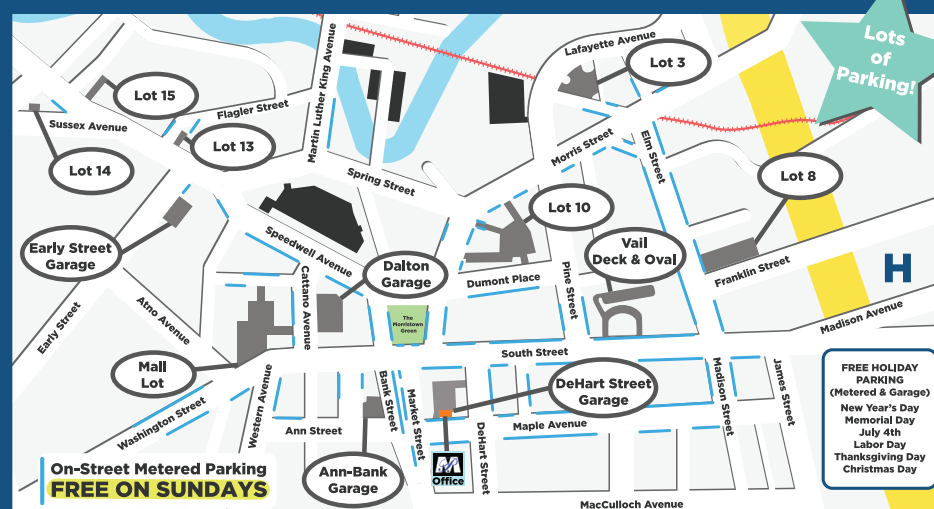 Lots
of
Parking!
Lafayette Avenue
Lot 3
Martin Luther King Avenue
Lot 15
Flagler Street
Sussex Avenue
Lot 13
Lot 14
Morris Street
Elm Street
Spring Street
Lot 8
Lot 10
Early Street
Garage
Speedwell Avenue
Vail
Deck & Oval
Dalton
Garage
Cattano Avenue
Dumont Place
Pine Street
Franklin Street
H
Atno Avenue
Early Street
The
Morristown
Green
Madison Avenue
South Street
Mall
Lot
DeHart Street
Garage
Bank Street
Market Street
Western Avenue
Madison Street
James Street
Washington Street
Ann Street
Maple Avenue
DeHart Street
Ann-Bank
Garage
M
Office
MacCulloch Avenue
On-Street Metered Parking
FREE ON SUNDAYS
FREE HOLIDAY
PARKING
(Metered & Garage)
New Year's Day
Memorial Day
July 4th
Labor Day
Thanksgiving Day
Christmas Day